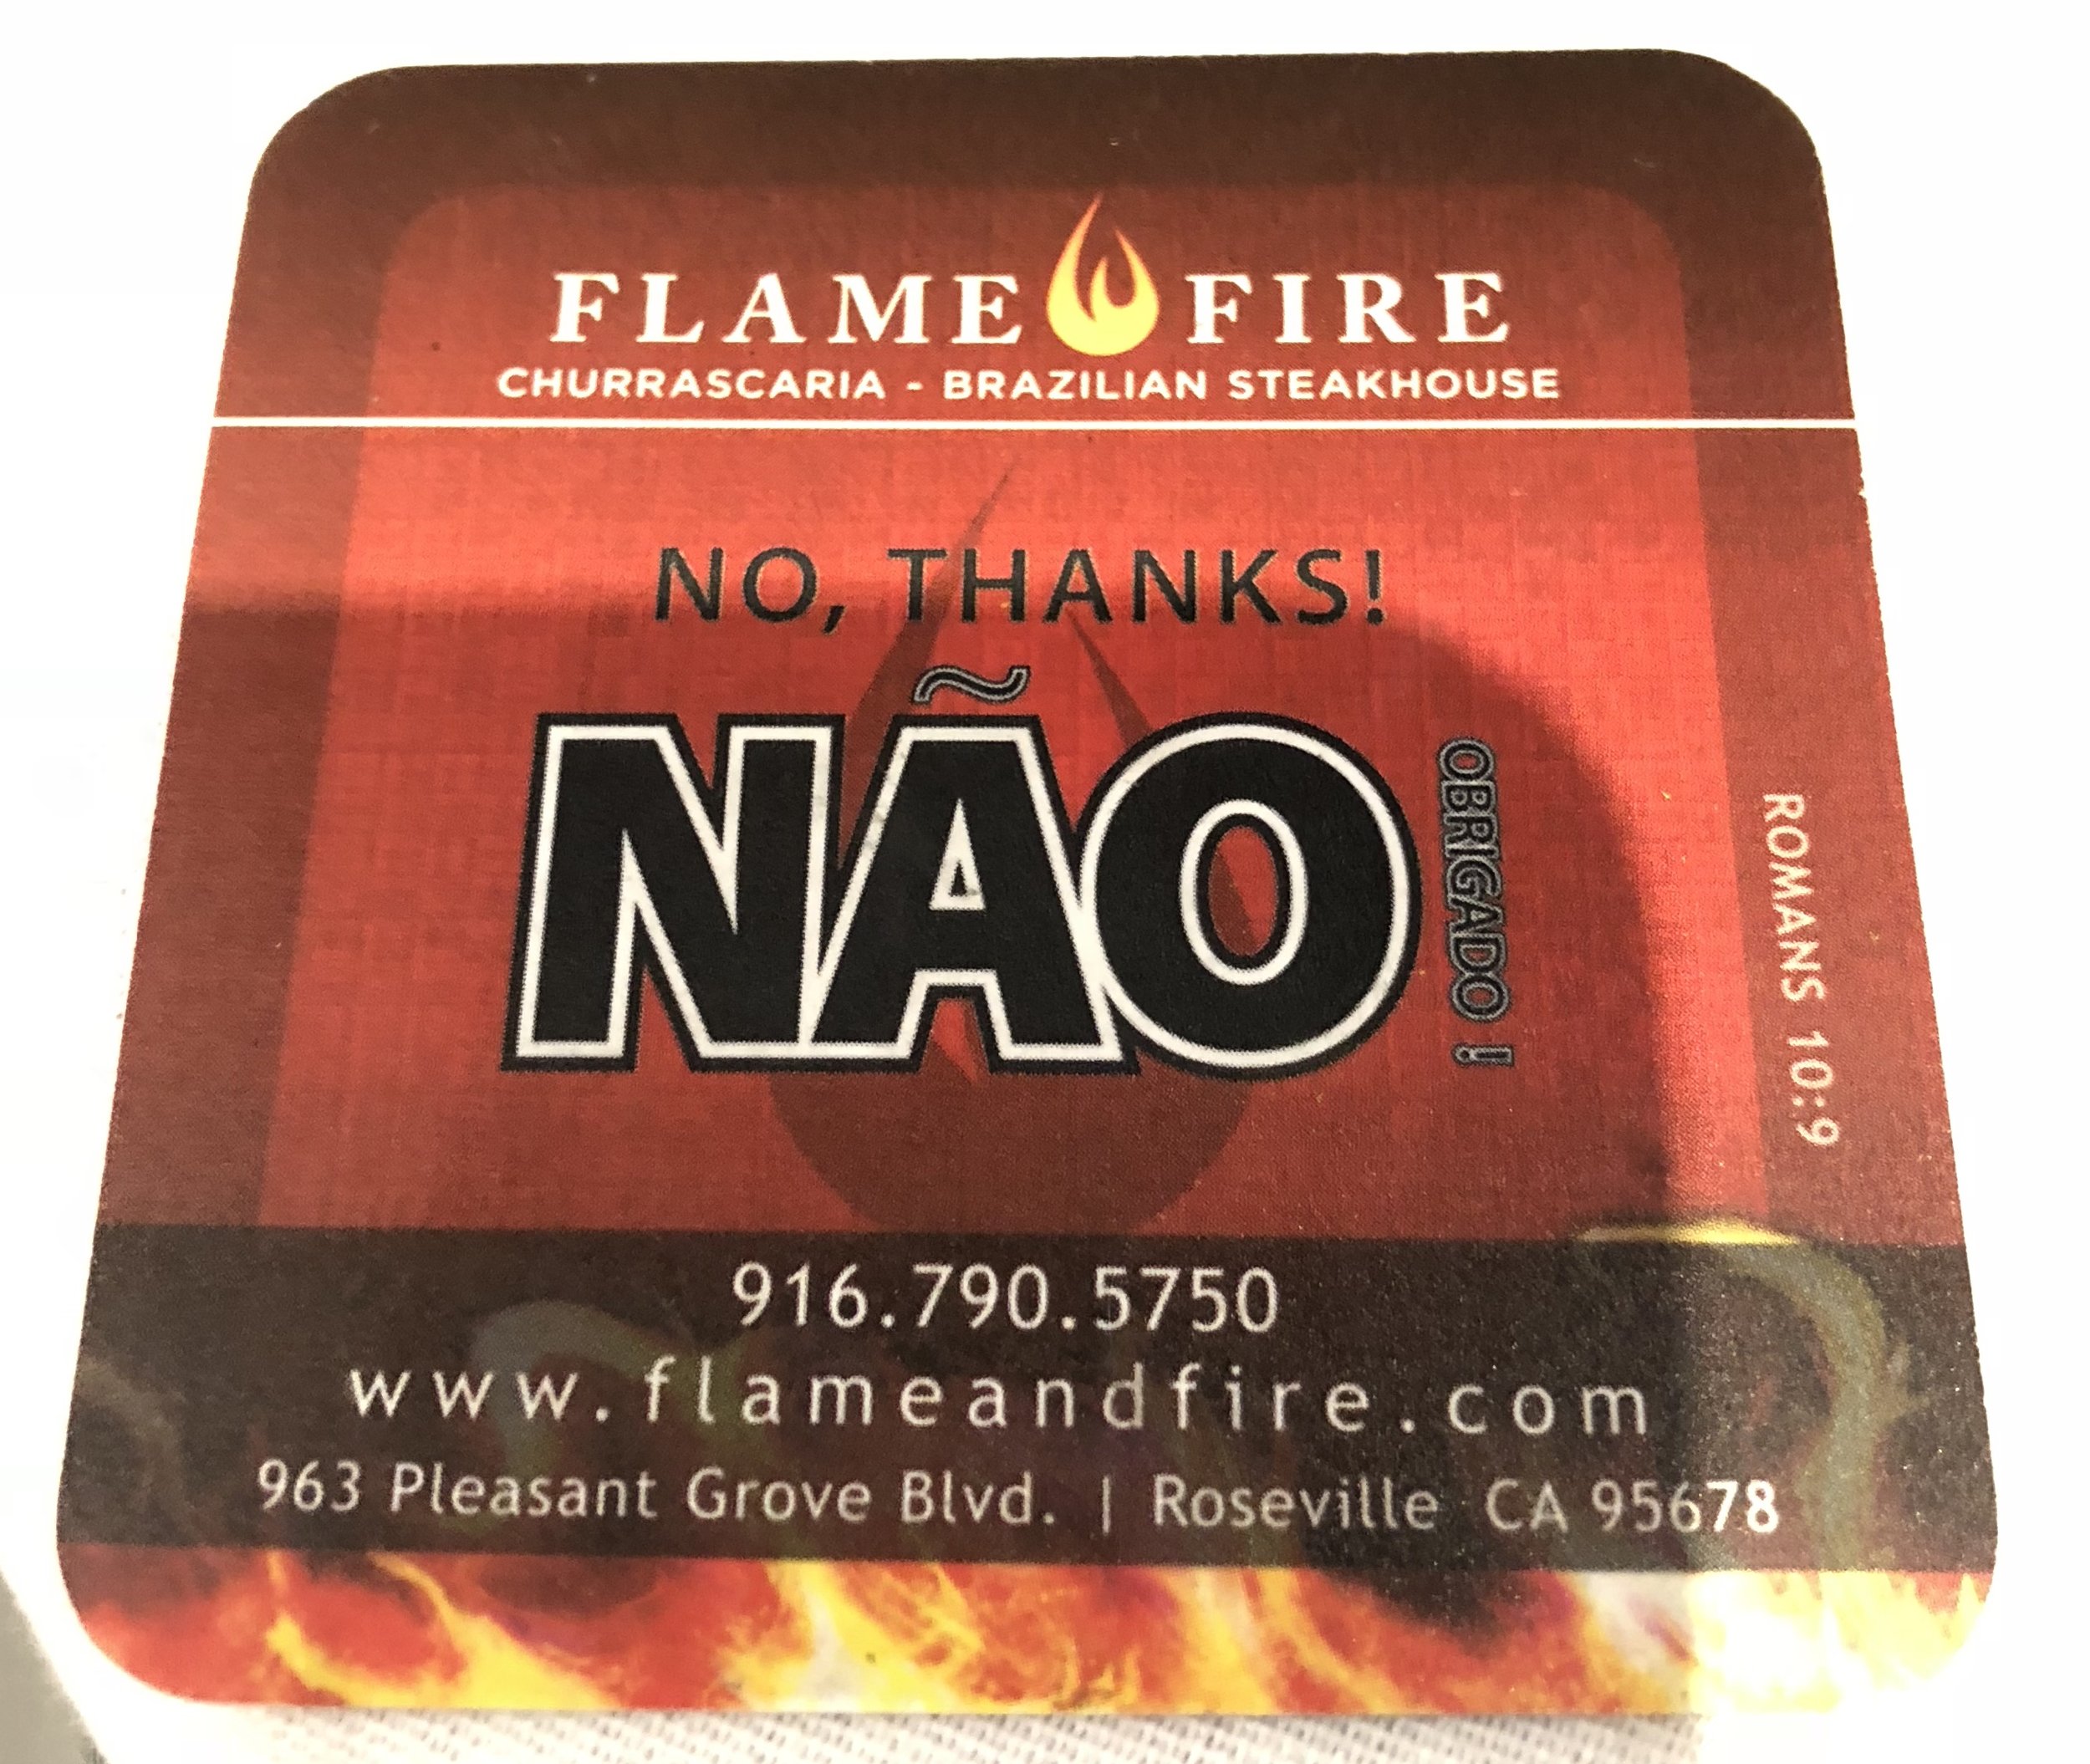 FLAME FIRE
CHURRASCARIA - BRAZILIAN STEAKHOUSE
NO, THANKS!
NÃO
OBRIGADO !
ROMANS 10:9
916.790.5750
www.flameandfire.com
963 Pleasant Grove Blvd. | Roseville CA 95678